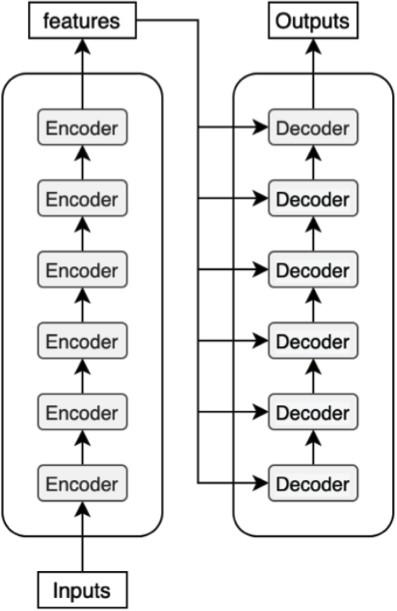 features
Encoder
Encoder
Encoder
Encoder
Encoder
Encoder
Inputs
Outputs
Decoder
Decoder
Decoder
Decoder
Decoder
Decoder